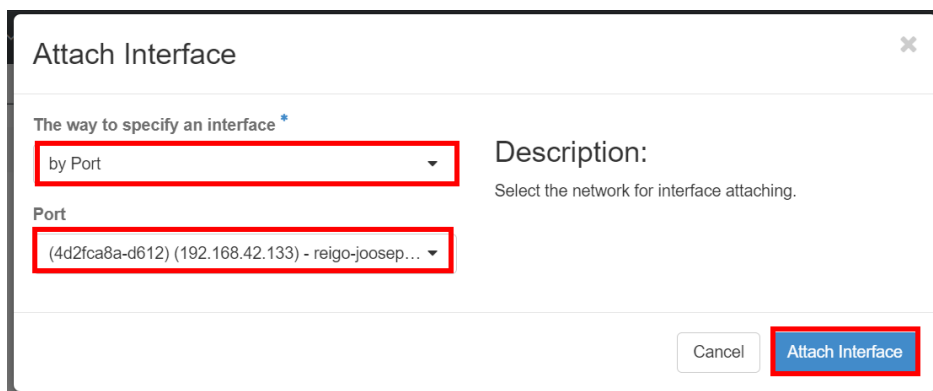 Attach Interface
×
The way to specify an interface *
by Port
Description:
Select the network for interface attaching.
Port
(4d2fca8a-d612) (192.168.42.133) - reigo-joosep...
Cancel
Attach Interface